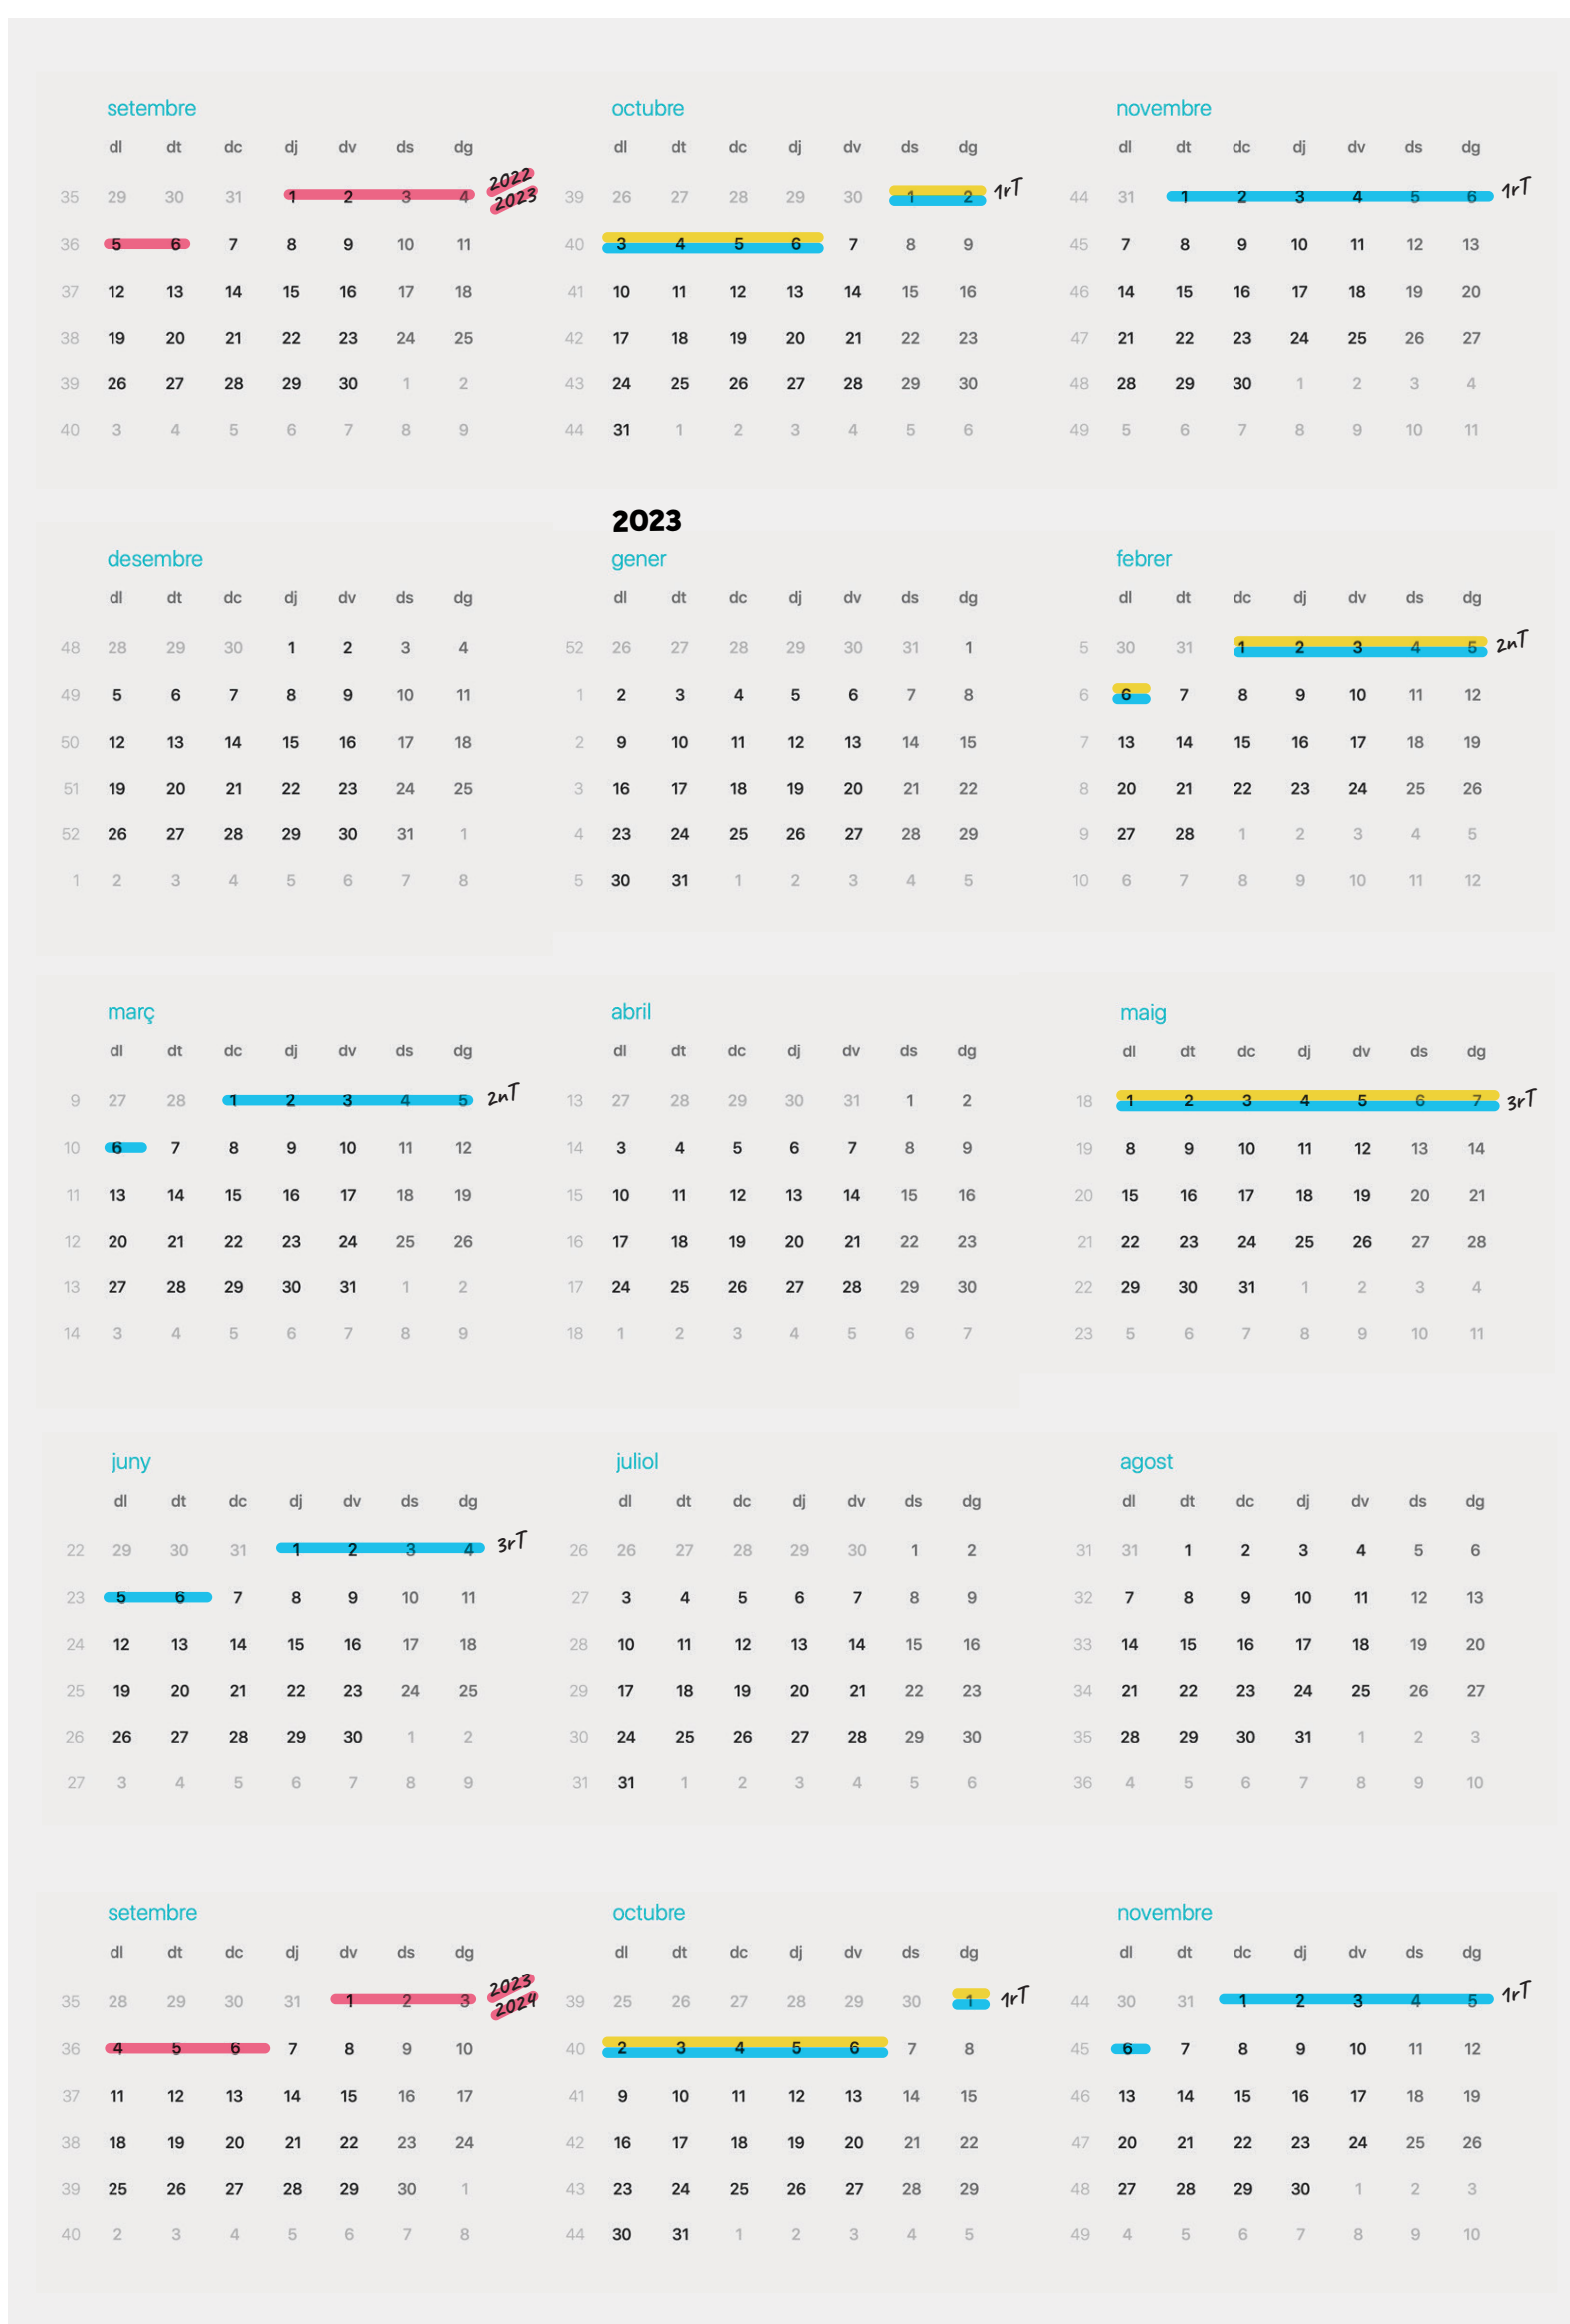 setembre octubre novembre
dl dt dc dj dv ds dg dl dt dc dj dv ds dg dl dt dc dj dv ds dg
35 29 30 31 1 2 3 4 2022 2023 39 26 27 28 29 30 1 2 1rT 44 31 1 2 3 4 5 6 1rT
36 5 6 7 8 9 10 11 40 3 4 5 6 7 8 9 45 7 8 9 10 11 12 13
37 12 13 14 15 16 17 18 41 10 11 12 13 14 15 16 46 14 15 16 17 18 19 20
38 19 20 21 22 23 24 25 42 17 18 19 20 21 22 23 47 21 22 23 24 25 26 27
39 26 27 28 29 30 1 2 43 24 25 26 27 28 29 30 48 28 29 30 1 2 3 4
40 3 4 5 6 7 8 9 44 31 1 2 3 4 5 6 49 5 6 7 8 9 10 11
2023
desembre gener febrer
dl dt dc dj dv ds dg dl dt dc dj dv ds dg dl dt dc dj dv ds dg
48 28 29 30 1 2 3 4 52 26 27 28 29 30 31 1 5 30 31 1 2 3 4 5 2nT
49 5 6 7 8 9 10 11 1 2 3 4 5 6 7 8 6 6 7 8 9 10 11 12
50 12 13 14 15 16 17 18 2 9 10 11 12 13 14 15 7 13 14 15 16 17 18 19
51 19 20 21 22 23 24 25 3 16 17 18 19 20 21 22 8 20 21 22 23 24 25 26
52 26 27 28 29 30 31 1 4 23 24 25 26 27 28 29 9 27 28 1 2 3 4 5
1 2 3 4 5 6 7 8 5 30 31 1 2 3 4 5 10 6 7 8 9 10 11 12
març abril maig
dl dt dc dj dv ds dg dl dt dc dj dv ds dg dl dt dc dj dv ds dg
9 27 28 1 2 3 4 5 2nT 13 27 28 29 30 31 1 2 18 1 2 3 4 5 6 7 3rT
10 6 7 8 9 10 11 12 14 3 4 5 6 7 8 9 19 8 9 10 11 12 13 14
11 13 14 15 16 17 18 19 15 10 11 12 13 14 15 16 20 15 16 17 18 19 20 21
12 20 21 22 23 24 25 26 16 17 18 19 20 21 22 23 21 22 23 24 25 26 27 28
13 27 28 29 30 31 1 2 17 24 25 26 27 28 29 30 22 29 30 31 1 2 3 4
14 3 4 5 6 7 8 9 18 1 2 3 4 5 6 7 23 5 6 7 8 9 10 11
juny juliol agost
dl dt dc dj dv ds dg dl dt dc dj dv ds dg dl dt dc dj dv ds dg
22 29 30 31 1 2 3 4 3rT 26 26 27 28 29 30 1 2 31 31 1 2 3 4 5 6
23 5 6 7 8 9 10 11 27 3 4 5 6 7 8 9 32 7 8 9 10 11 12 13
24 12 13 14 15 16 17 18 28 10 11 12 13 14 15 16 33 14 15 16 17 18 19 20
25 19 20 21 22 23 24 25 29 17 18 19 20 21 22 23 34 21 22 23 24 25 26 27
26 26 27 28 29 30 1 2 30 24 25 26 27 28 29 30 35 28 29 30 31 1 2 3
27 3 4 5 6 7 8 9 31 31 1 2 3 4 5 6 36 4 5 6 7 8 9 10
setembre octubre novembre
dl dt dc dj dv ds dg dl dt dc dj dv ds dg dl dt dc dj dv ds dg
35 28 29 30 31 1 2 3 2023 2024 39 25 26 27 28 29 30 1 1rT 44 30 31 1 2 3 4 5 1rT
36 4 5 6 7 8 9 10 40 2 3 4 5 6 7 8 45 6 7 8 9 10 11 12
37 11 12 13 14 15 16 17 41 9 10 11 12 13 14 15 46 13 14 15 16 17 18 19
38 18 19 20 21 22 23 24 42 16 17 18 19 20 21 22 47 20 21 22 23 24 25 26
39 25 26 27 28 29 30 1 43 23 24 25 26 27 28 29 48 27 28 29 30 1 2 3
40 2 3 4 5 6 7 8 44 30 31 1 2 3 4 5 49 4 5 6 7 8 9 10